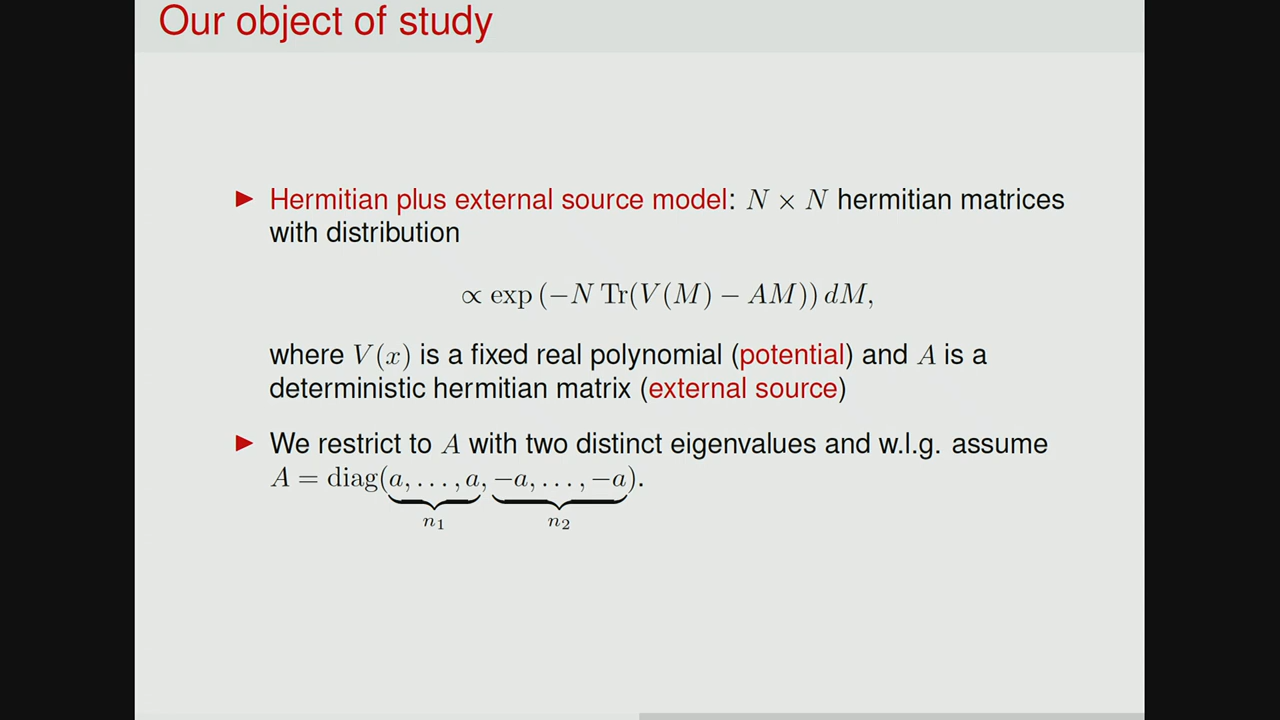 Our object of study
▶ Hermitian plus external source model: N × N hermitian matrices
with distribution
∝ exp (−N Tr(V(M) − AM)) dM,
where V(x) is a fixed real polynomial (potential) and A is a
deterministic hermitian matrix (external source)
▶ We restrict to A with two distinct eigenvalues and w.l.g. assume
A = diag(a, . . . , a, −a, . . . , −a).
n₁ n₂